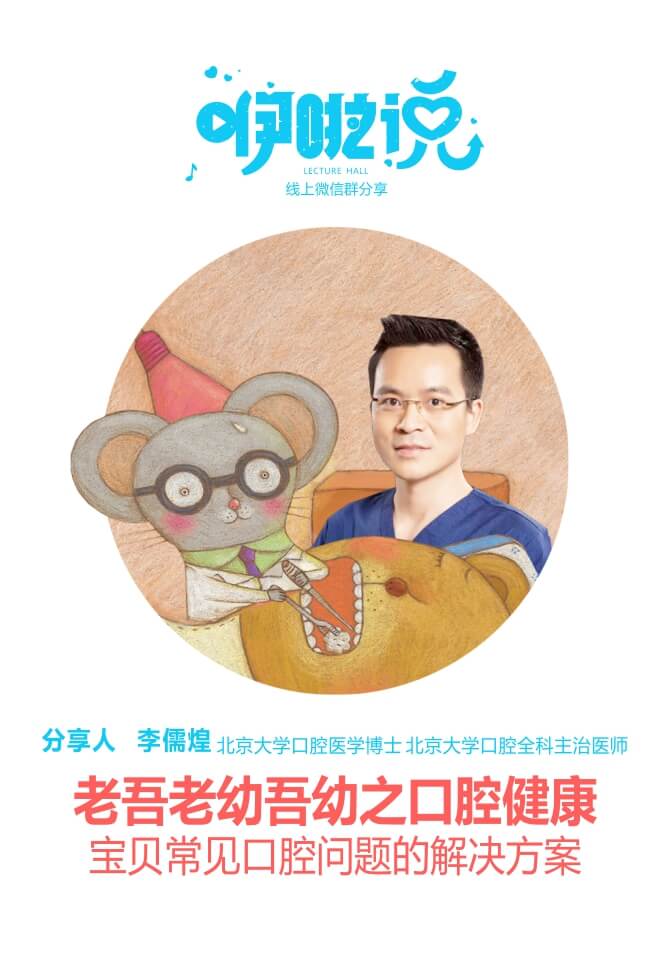 咿啦说
LECTURE HALL
线上微信群分享
分享人 李儒煌 北京大学口腔医学博士 北京大学口腔全科主治医师
老吾老幼吾幼之口腔健康
宝贝常见口腔问题的解决方案